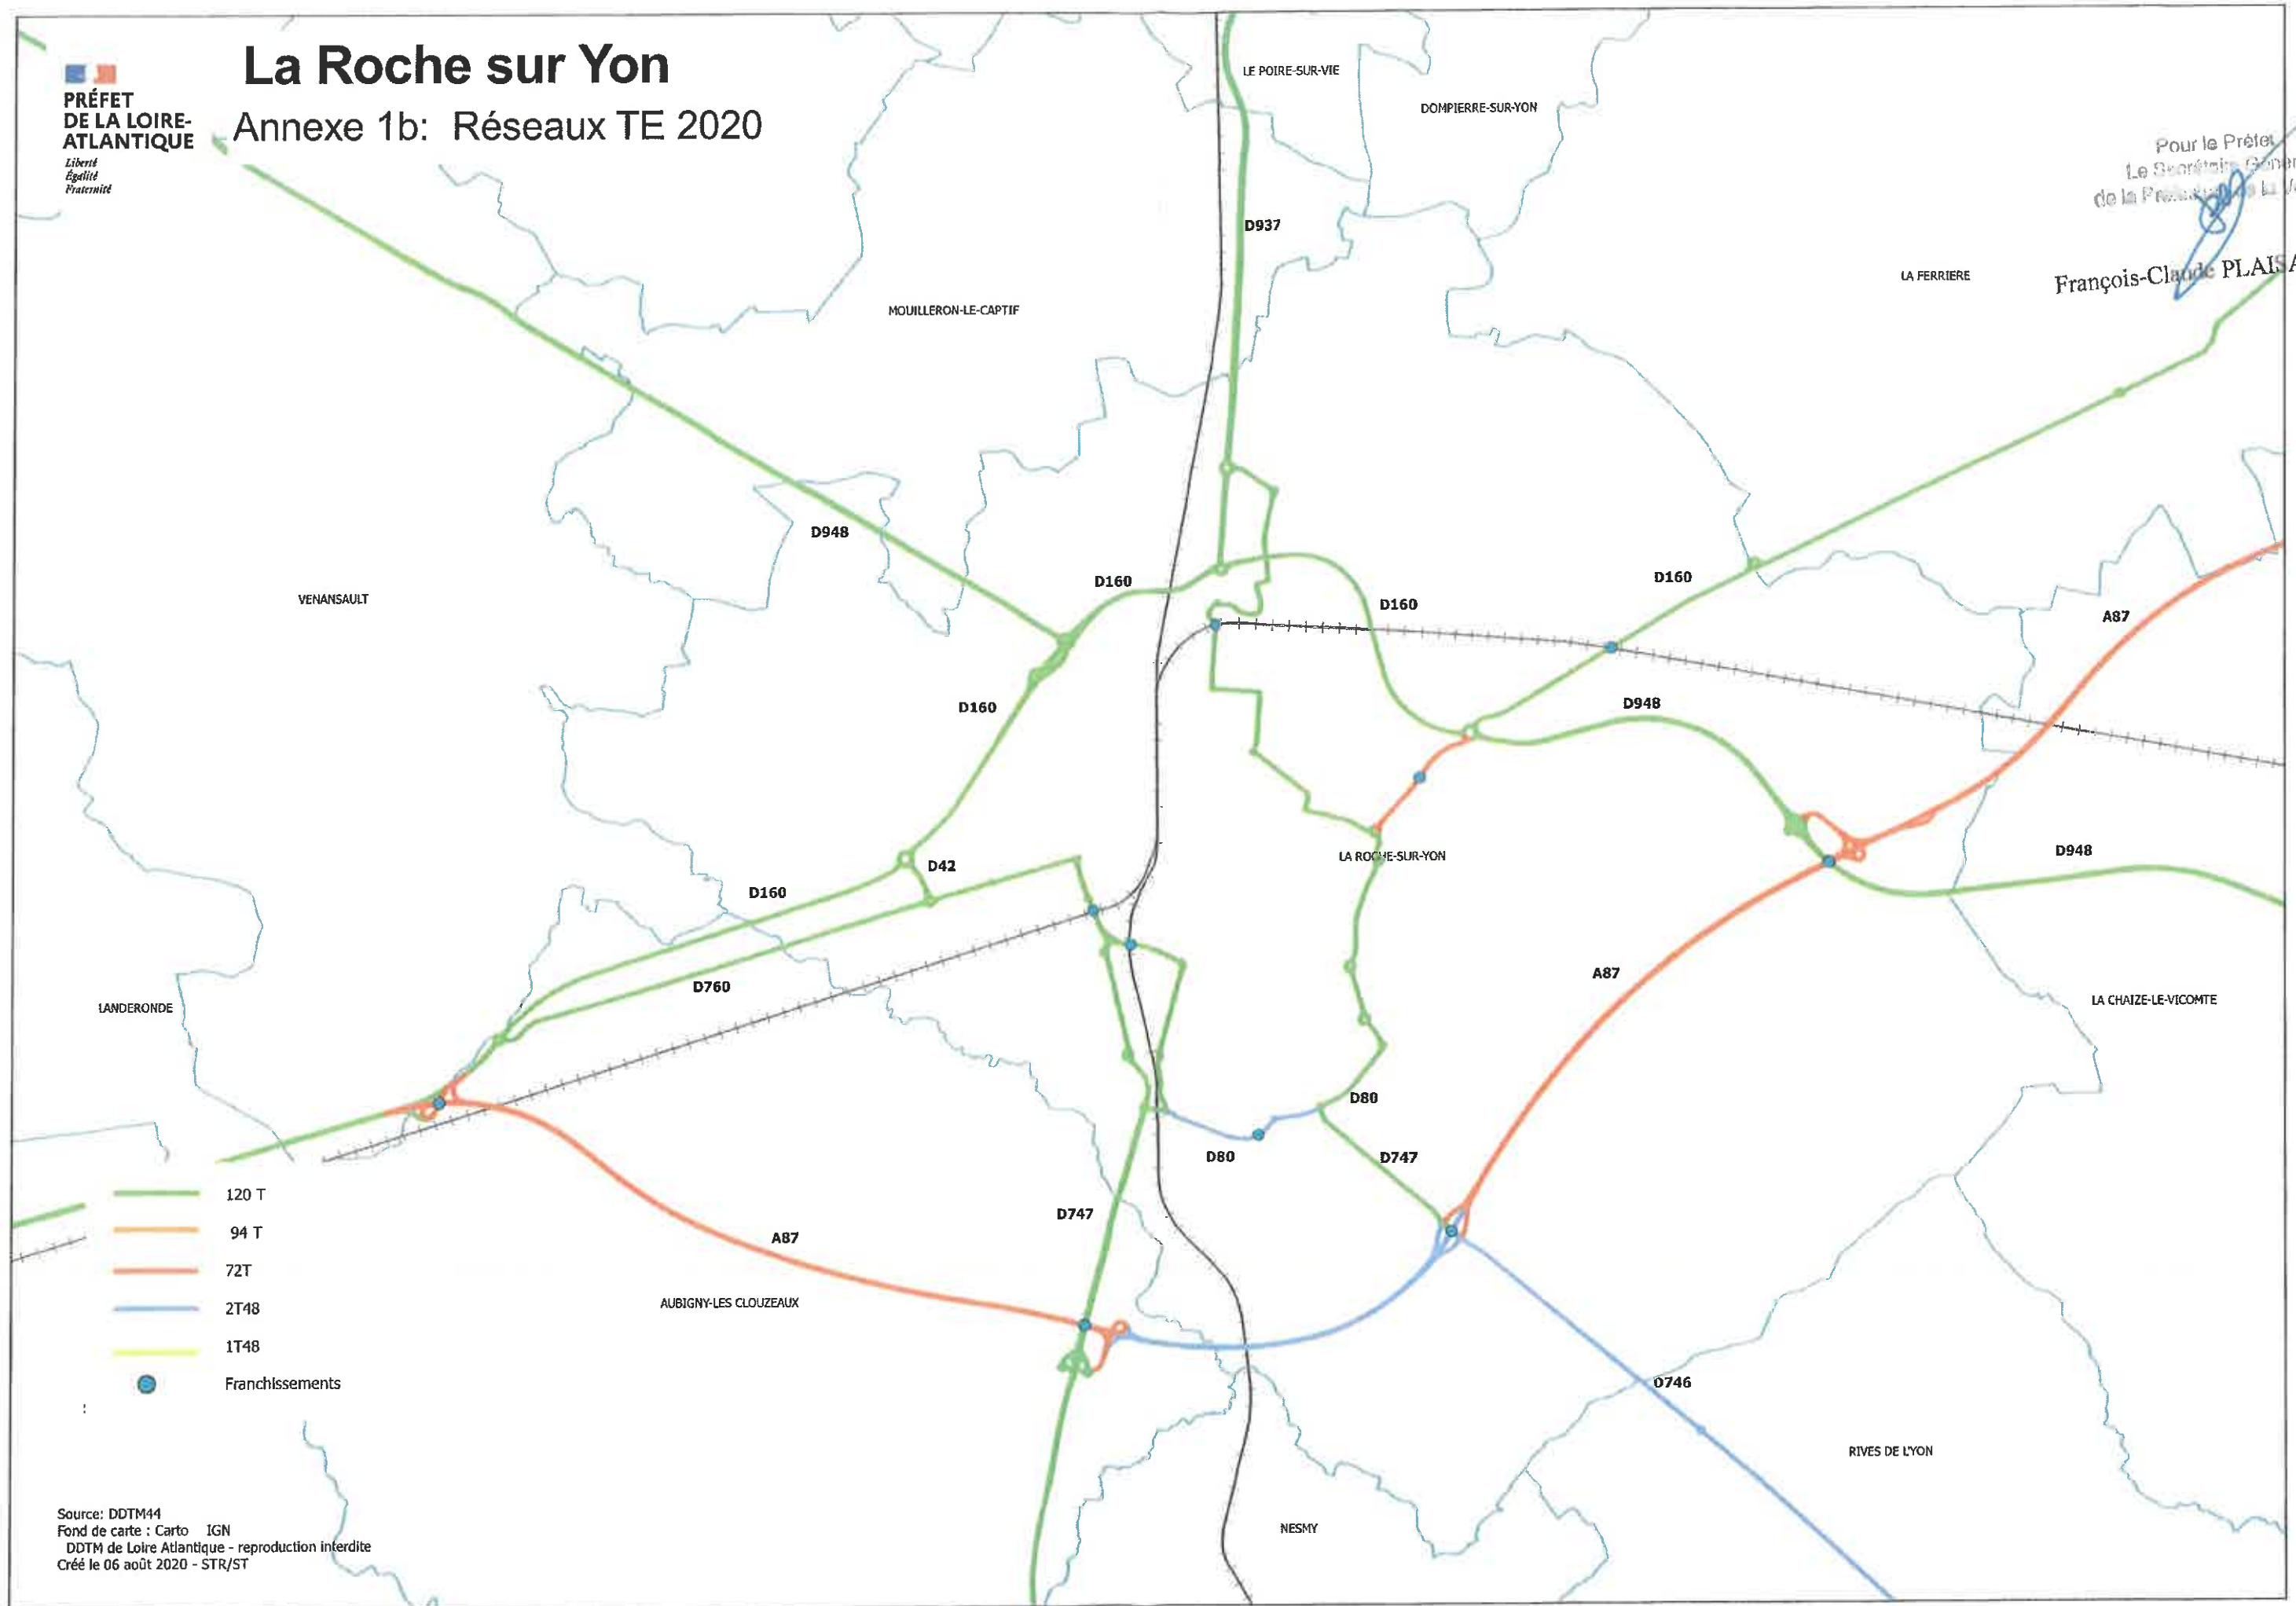 La Roche sur Yon
Annexe 1b: Réseaux TE 2020
PRÉFET
DE LA LOIRE-
ATLANTIQUE
Liberté
Égalité
Fraternité
LE POIRE-SUR-VIE
DOMPIERRE-SUR-YON
Pour le Préfet
Le Secrétaire
de la
François-Claude
LA FERRIERE
D937
MOUILLERON-LE-CAPTIF
D948
VENANSAULT
D160
D160
D160
A87
D160
D948
D42
D160
LA ROCHE-SUR-YON
D948
D760
A87
LANDERONDE
LA CHAIZE-LE-VICOMTE
D80
D80
D747
D747
A87
AUBIGNY-LES CLOUZEAUX
D746
RIVES DE L'YON
NESMY
120 T
94 T
72T
2T48
1T48
Franchissements
Source: DDTM44
Fond de carte : Carto IGN
DDTM de Loire Atlantique - reproduction interdite
Créé le 06 août 2020 - STR/ST